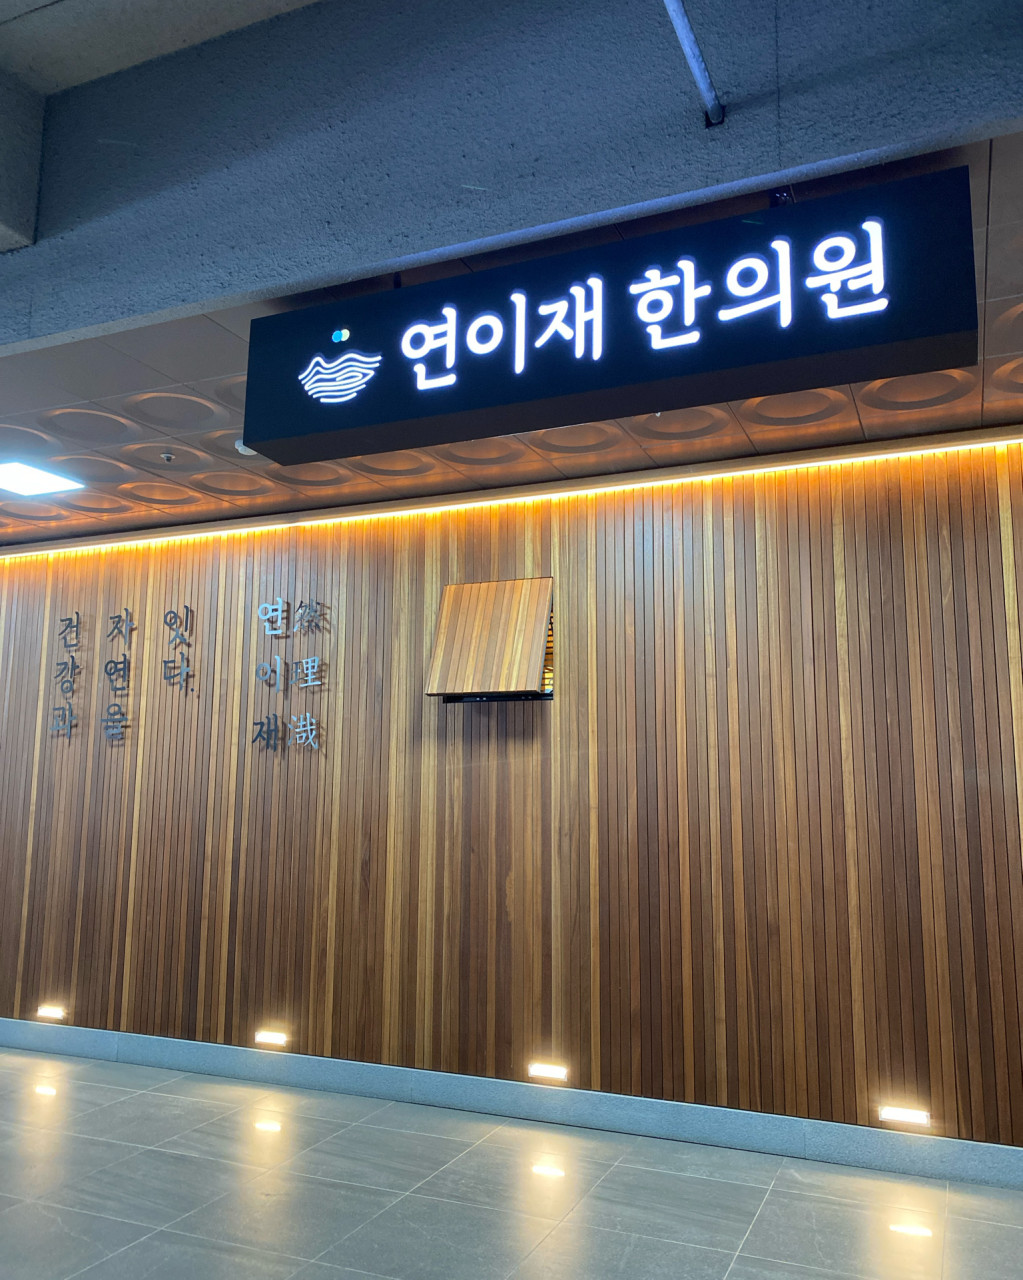 연이재 한의원
건강과
자연을
잇다.
연이재
然理渽